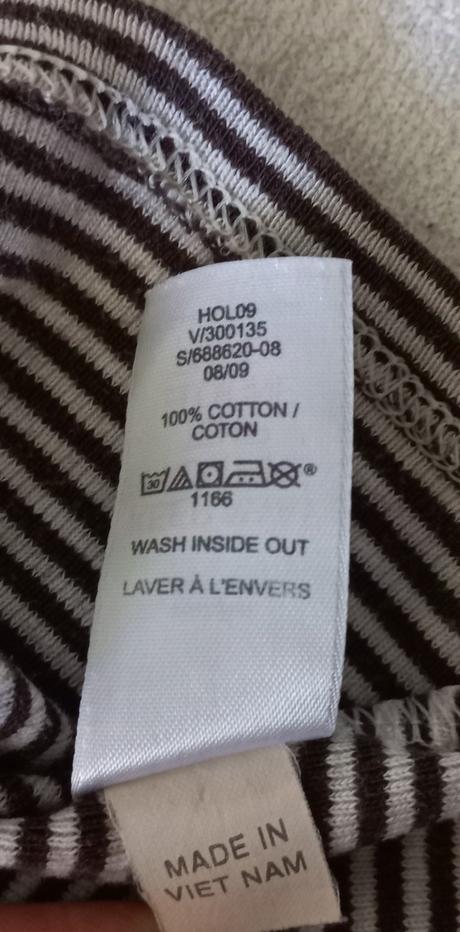 HOL09
V/300135
S/688620-08
08/09
100% COTTON /
COTON
30
®
1166
WASH INSIDE OUT
LAVER À L'ENVERS
MADE IN
VIET NAM